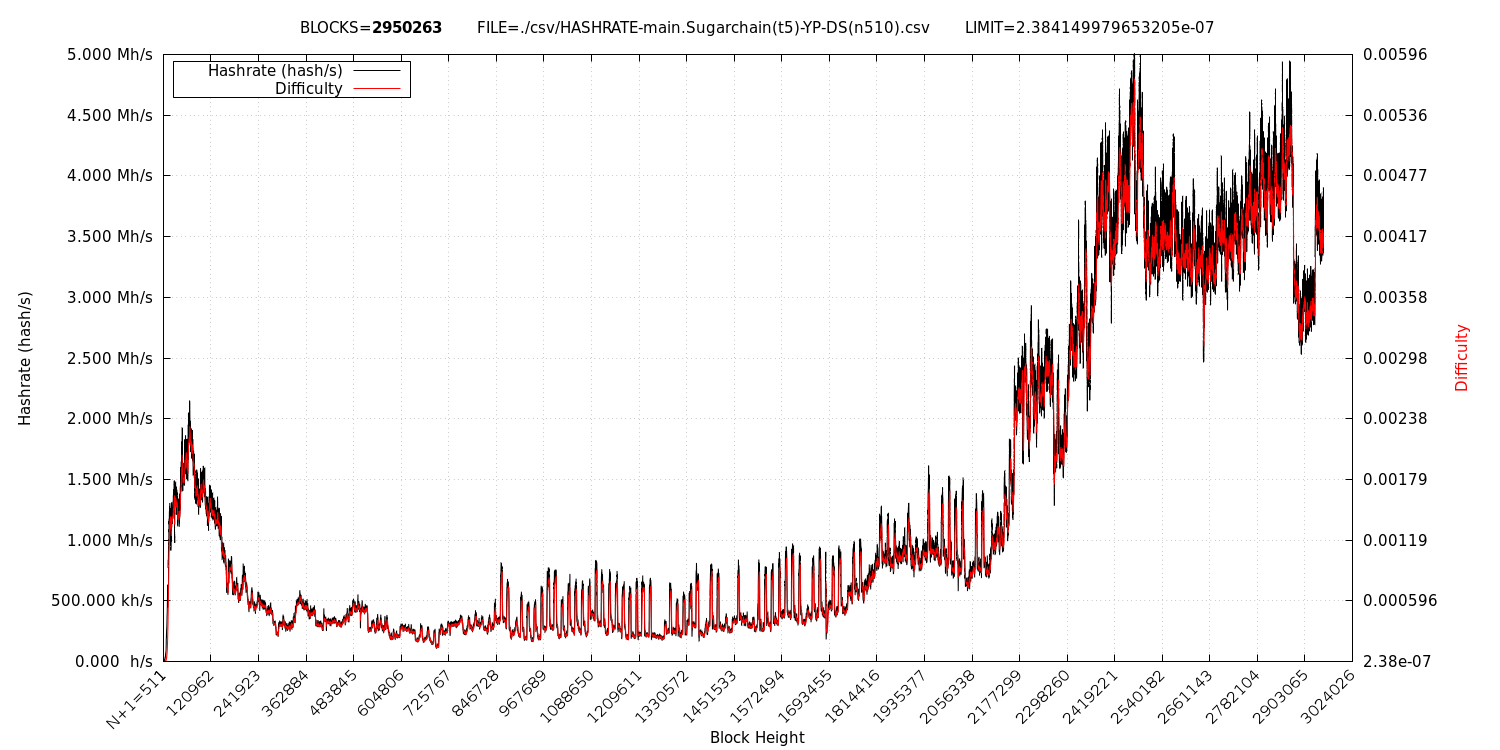 BLOCKS=2950263 FILE=./csv/HASHRATE-main.Sugarchain(t5)-YP-DS(n510).csv LIMIT=2.384149979653205e-07
Hashrate (hash/s)
Difficulty
5.000 Mh/s
4.500 Mh/s
4.000 Mh/s
3.500 Mh/s
3.000 Mh/s
2.500 Mh/s
2.000 Mh/s
1.500 Mh/s
1.000 Mh/s
500.000 kh/s
0.000 h/s
Hashrate (hash/s)
0.00596
0.00536
0.00477
0.00417
0.00358
0.00298
0.00238
0.00179
0.00119
0.000596
2.38e-07
Difficulty
N+1=511
120962
241923
362884
483845
604806
725767
846728
967689
1088650
1209611
1330572
1451533
1572494
1693455
1814416
1935377
2056338
2177299
2298260
2419221
2540182
2661143
2782104
2903065
3024026
Block Height